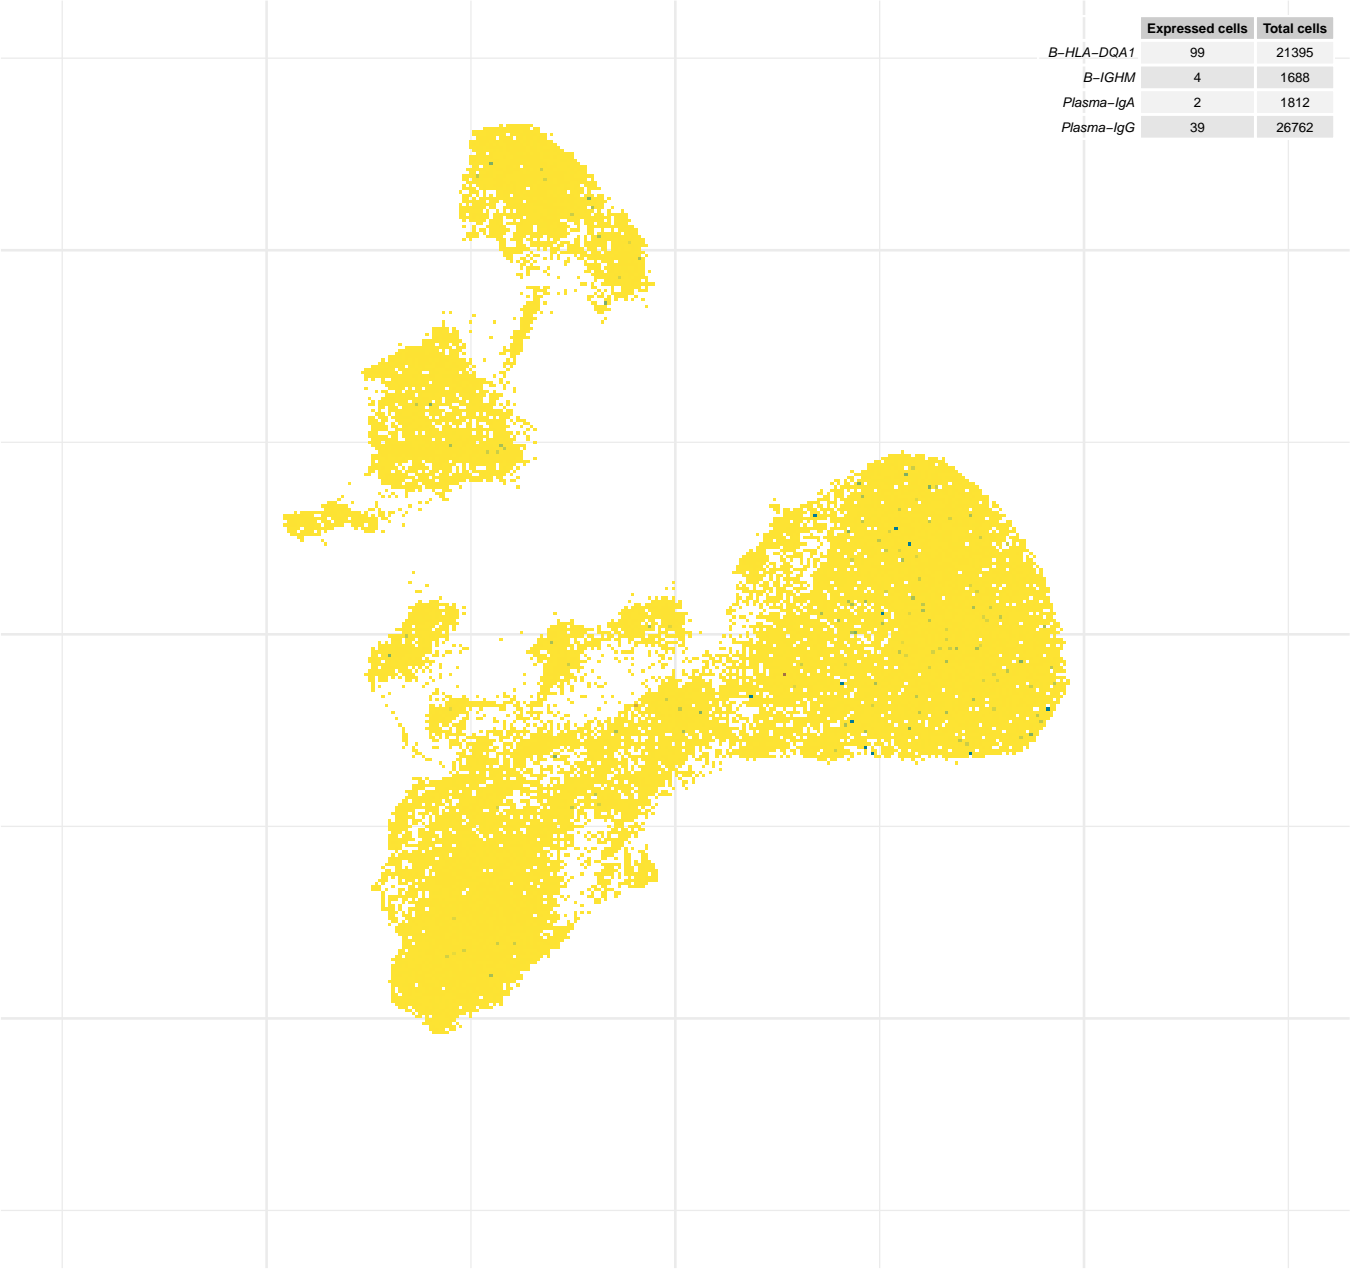 Expressed cells Total cells
B−HLA−DQA1 99 21395
B−IGHM 4 1688
Plasma−IgA 2 1812
Plasma−IgG 39 26762